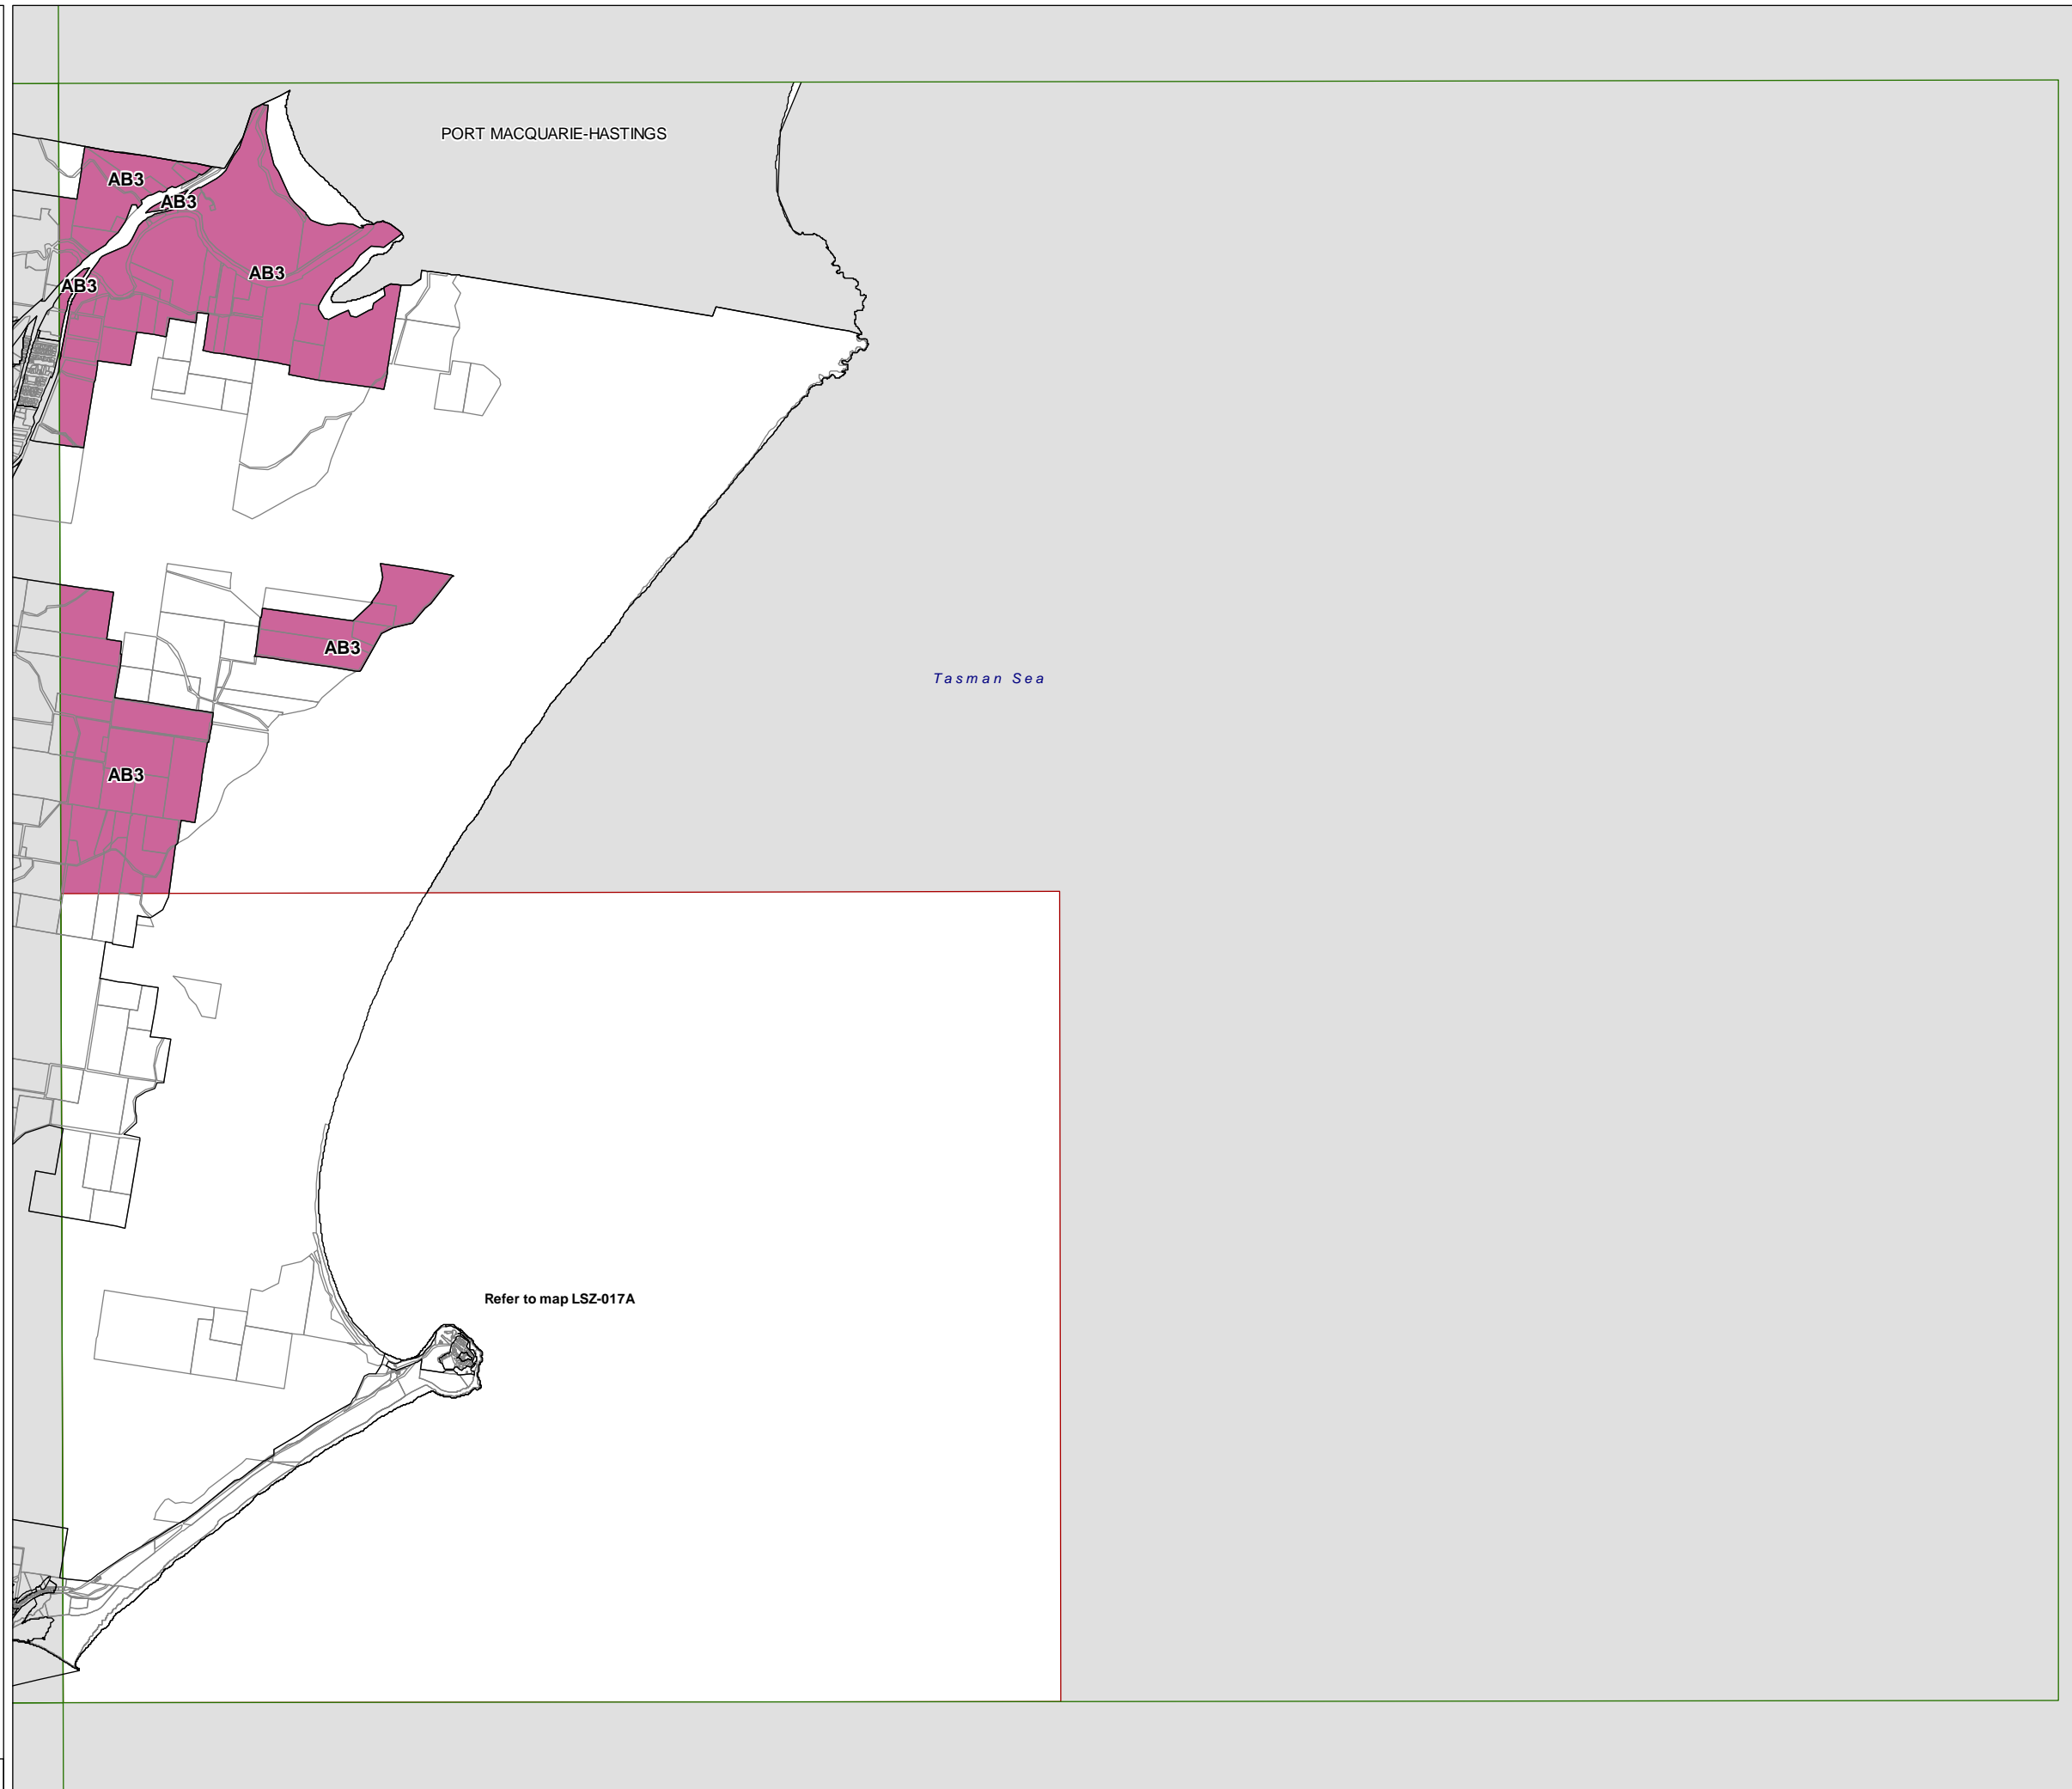 PORT MACQUARIE-HASTINGS
AB3
AB3
AB3
AB3
AB3
Tasman Sea
AB3
Refer to map LSZ-017A